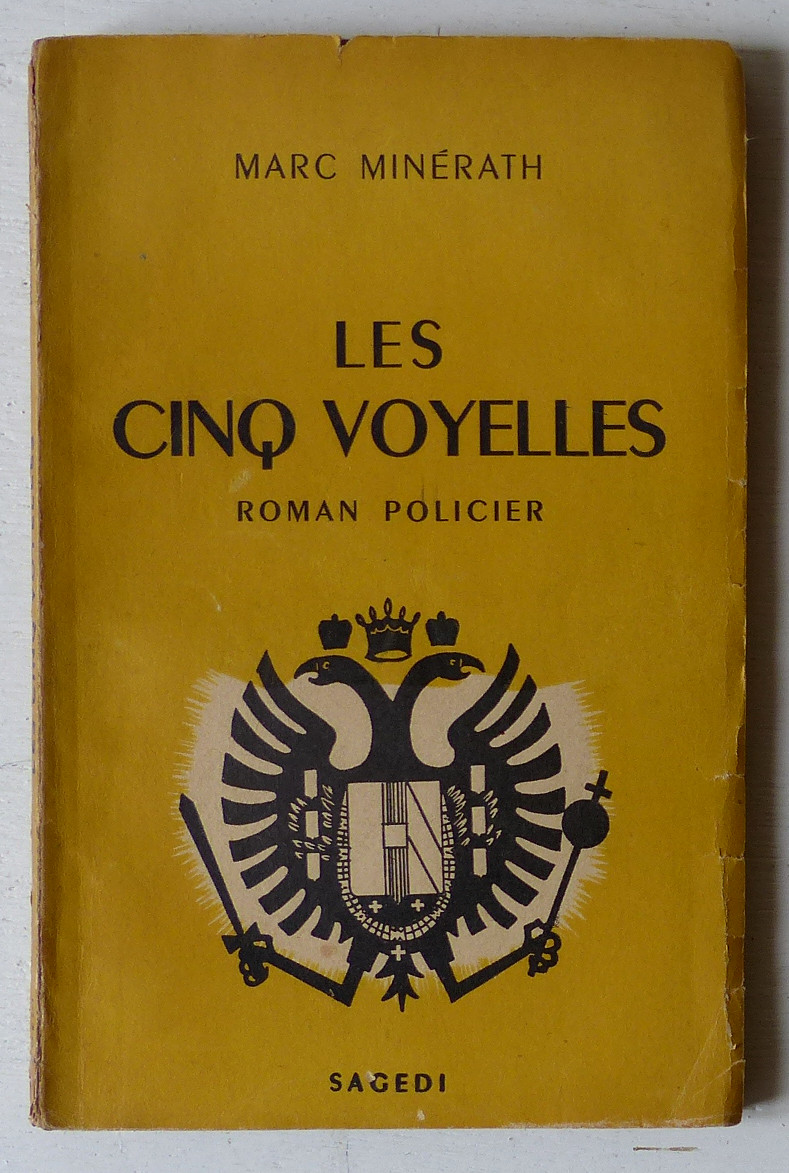 MARC MINÉRATH
LES
CINQ VOYELLES
ROMAN POLICIER
SAGEDI